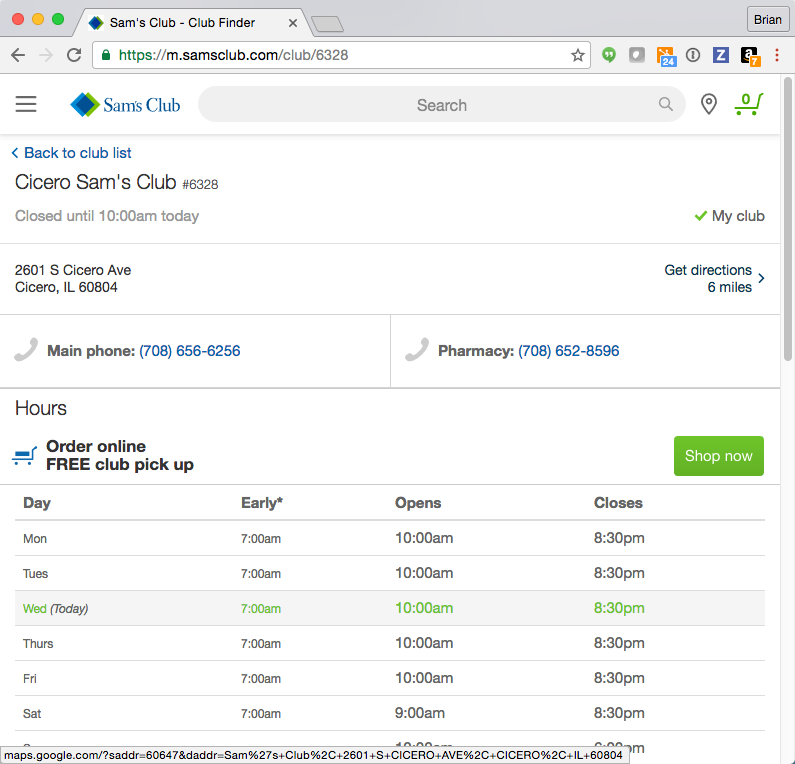 Sam's Club - Club Finder
Brian
https://m.samsclub.com/club/6328
24
Z
a
7
Sam's Club
Search
0
Back to club list
Cicero Sam's Club #6328
Closed until 10:00am today
My club
2601 S Cicero Ave
Cicero, IL 60804
Get directions
6 miles
Main phone: (708) 656-6256
Pharmacy: (708) 652-8596
Hours
Order online
FREE club pick up
Shop now
Day Early* Opens Closes
Mon 7:00am 10:00am 8:30pm
Tues 7:00am 10:00am 8:30pm
Wed (Today) 7:00am 10:00am 8:30pm
Thurs 7:00am 10:00am 8:30pm
Fri 7:00am 10:00am 8:30pm
Sat 7:00am 9:00am 8:30pm
maps.google.com/?saddr=60647&daddr=Sam%27s+Club%2C+2601+S+CICERO+AVE%2C+CICERO%2C+IL+60804